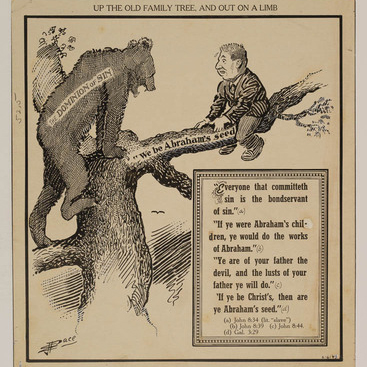 UP THE OLD FAMILY TREE, AND OUT ON A LIMB
DOMINION of SIN
"We be Abraham's seed
Everyone that committeth
sin is the bondservant
of sin."(a)
"If ye were Abraham's chil-
dren, ye would do the works
of Abraham."(b)
"Ye are of your father the
devil, and the lusts of your
father ye will do."(c)
"If ye be Christ's, then are
ye Abraham's seed."(d)
(a) John 8:34 (lit. "slave")
(b) John 8:39 (c) John 8:44.
(d) Gal. 3:29
Pace